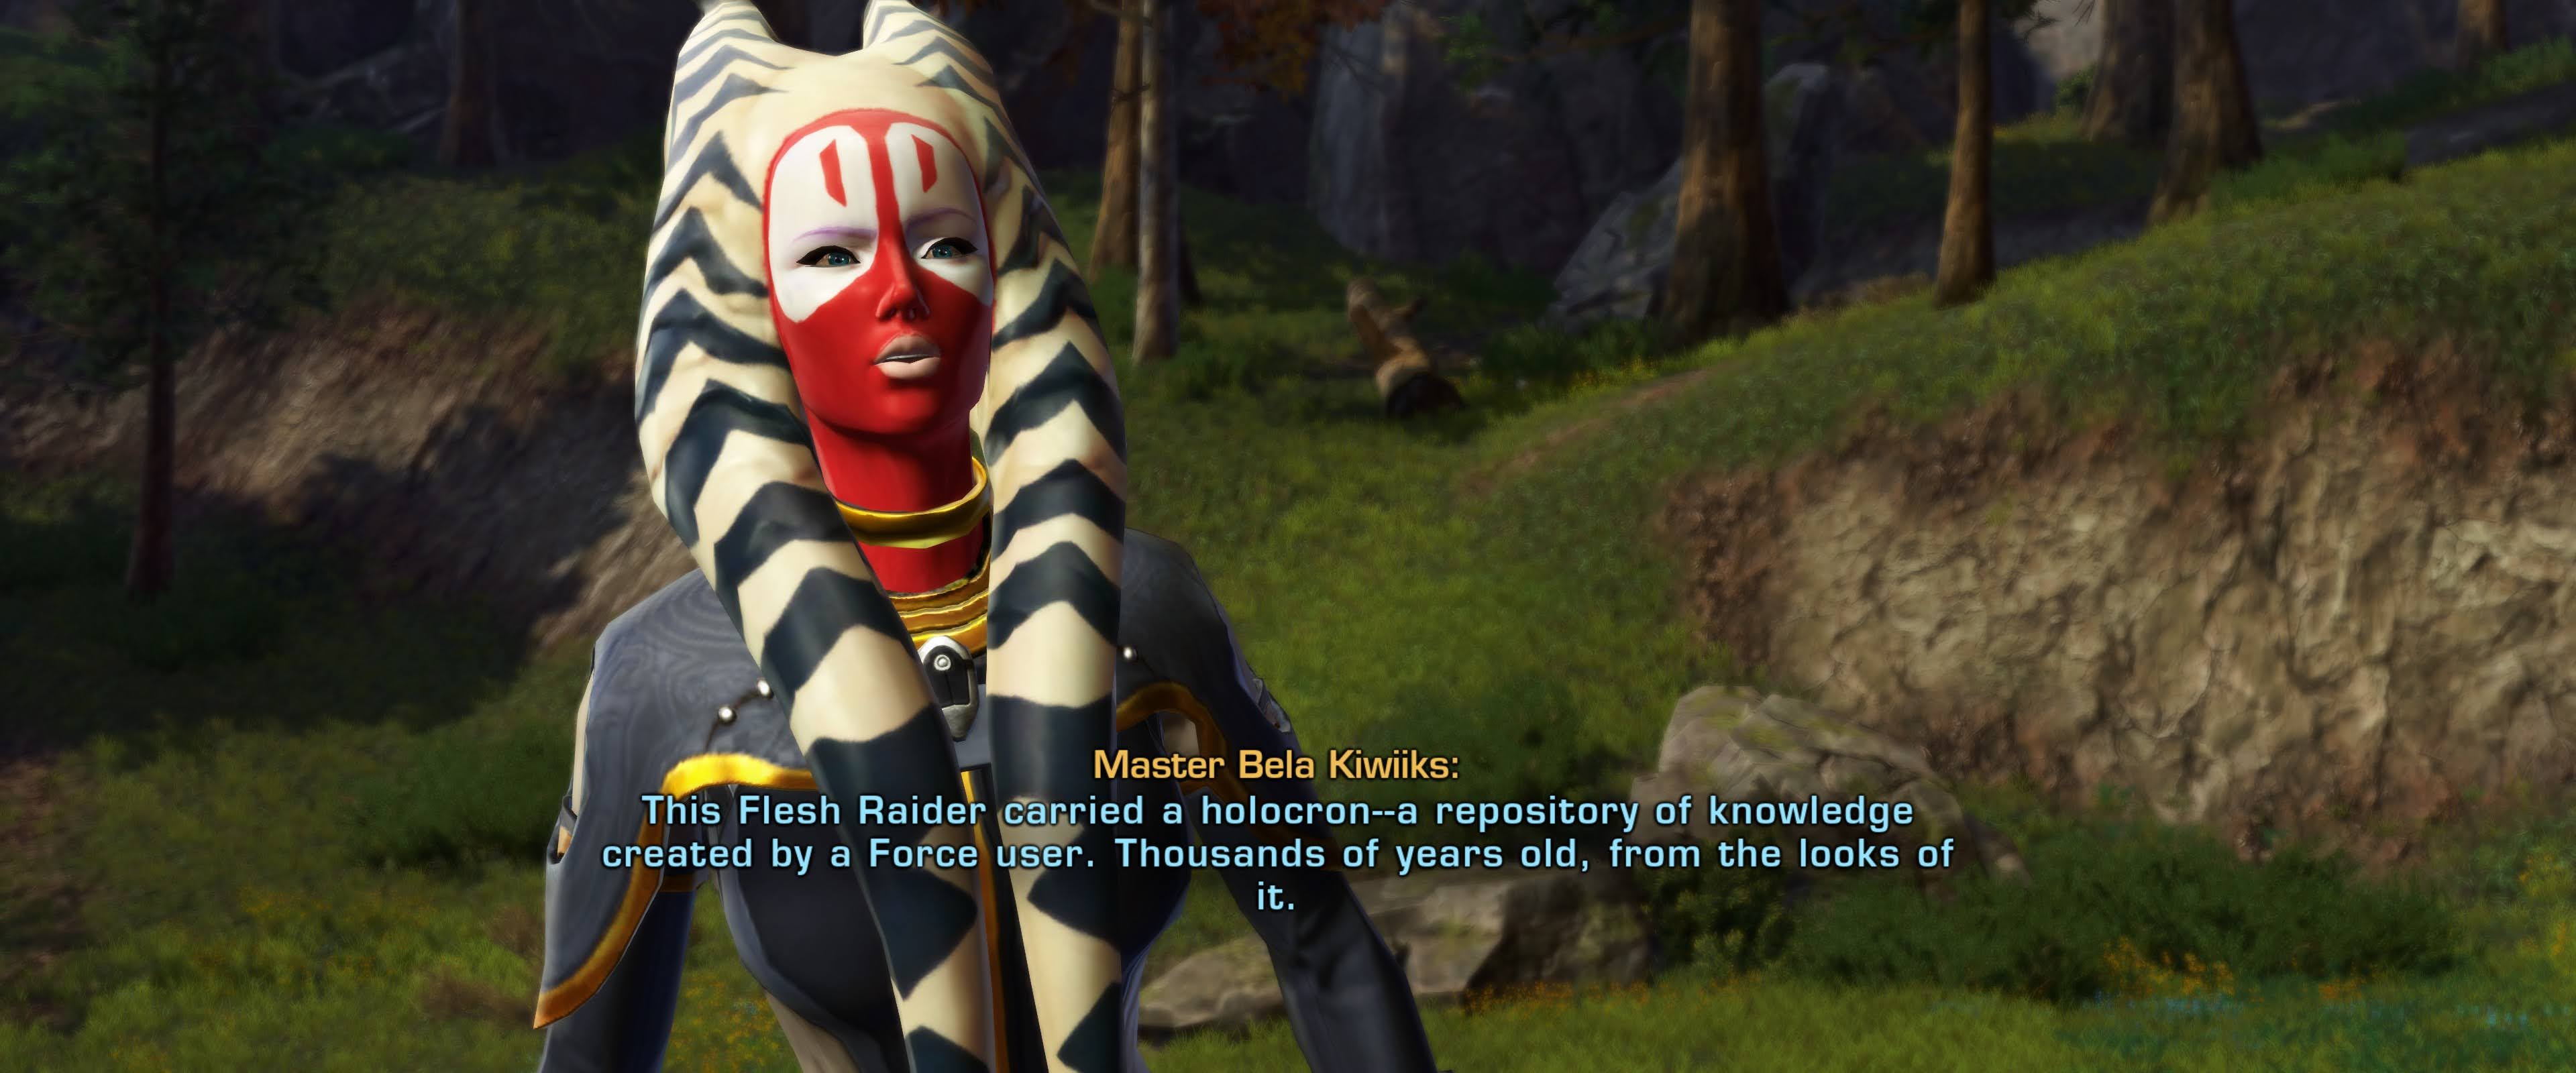 Master Bela Kiwiiks:
This Flesh Raider carried a holocron--a repository of knowledge
created by a Force user. Thousands of years old, from the looks of
it.